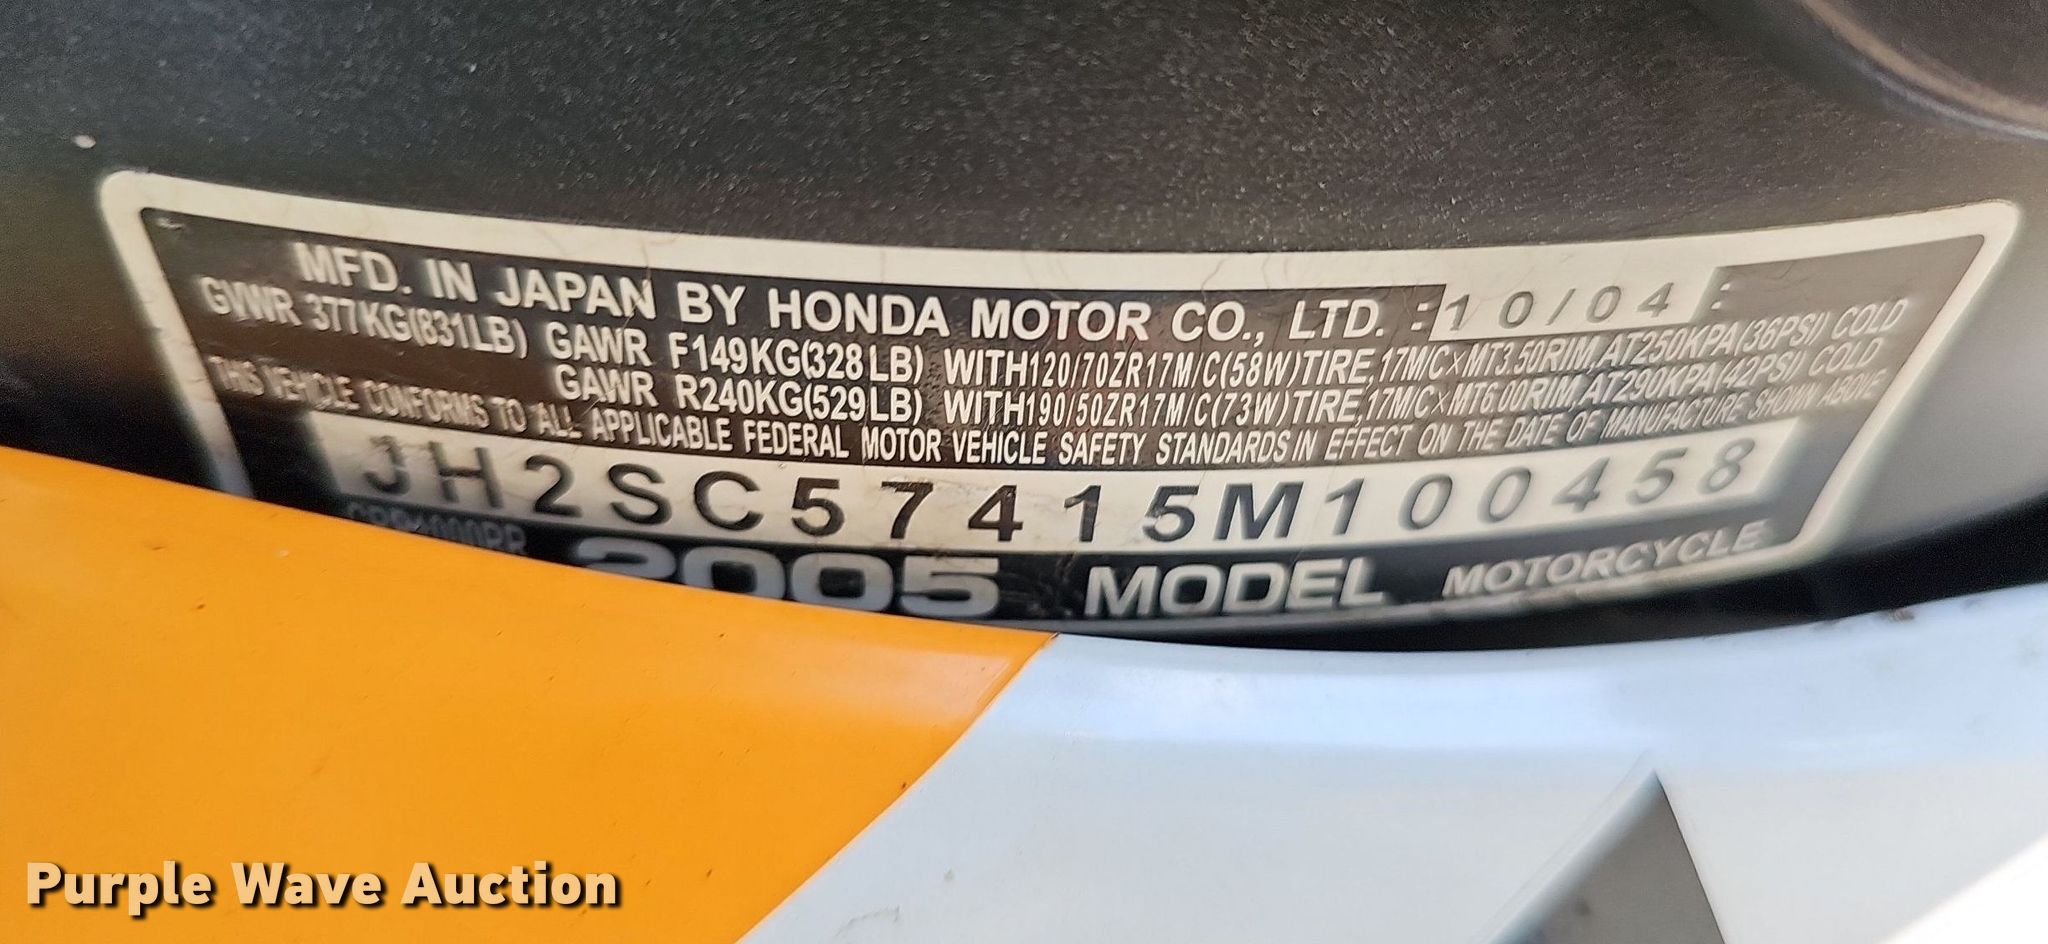 MFD. IN JAPAN BY HONDA MOTOR CO., LTD. :10/04:
GVWR 377KG(831LB) GAWR F149KG(328LB) WITH120/70ZR17M/C(58W)TIRE,17M/C×MT3.50RIM,AT250KPA(36PSI) COLD
GAWR R240KG(529LB) WITH190/50ZR17M/C(73W)TIRE,17M/C×MT6.00RIM,AT290KPA(42PSI) COLD
THIS VEHICLE CONFORMS TO ALL APPLICABLE FEDERAL MOTOR VEHICLE SAFETY STANDARDS IN EFFECT ON THE DATE OF MANUFACTURE SHOWN ABOVE
JH2SC57415M100458
2005 MODEL MOTORCYCLE
Purple Wave Auction